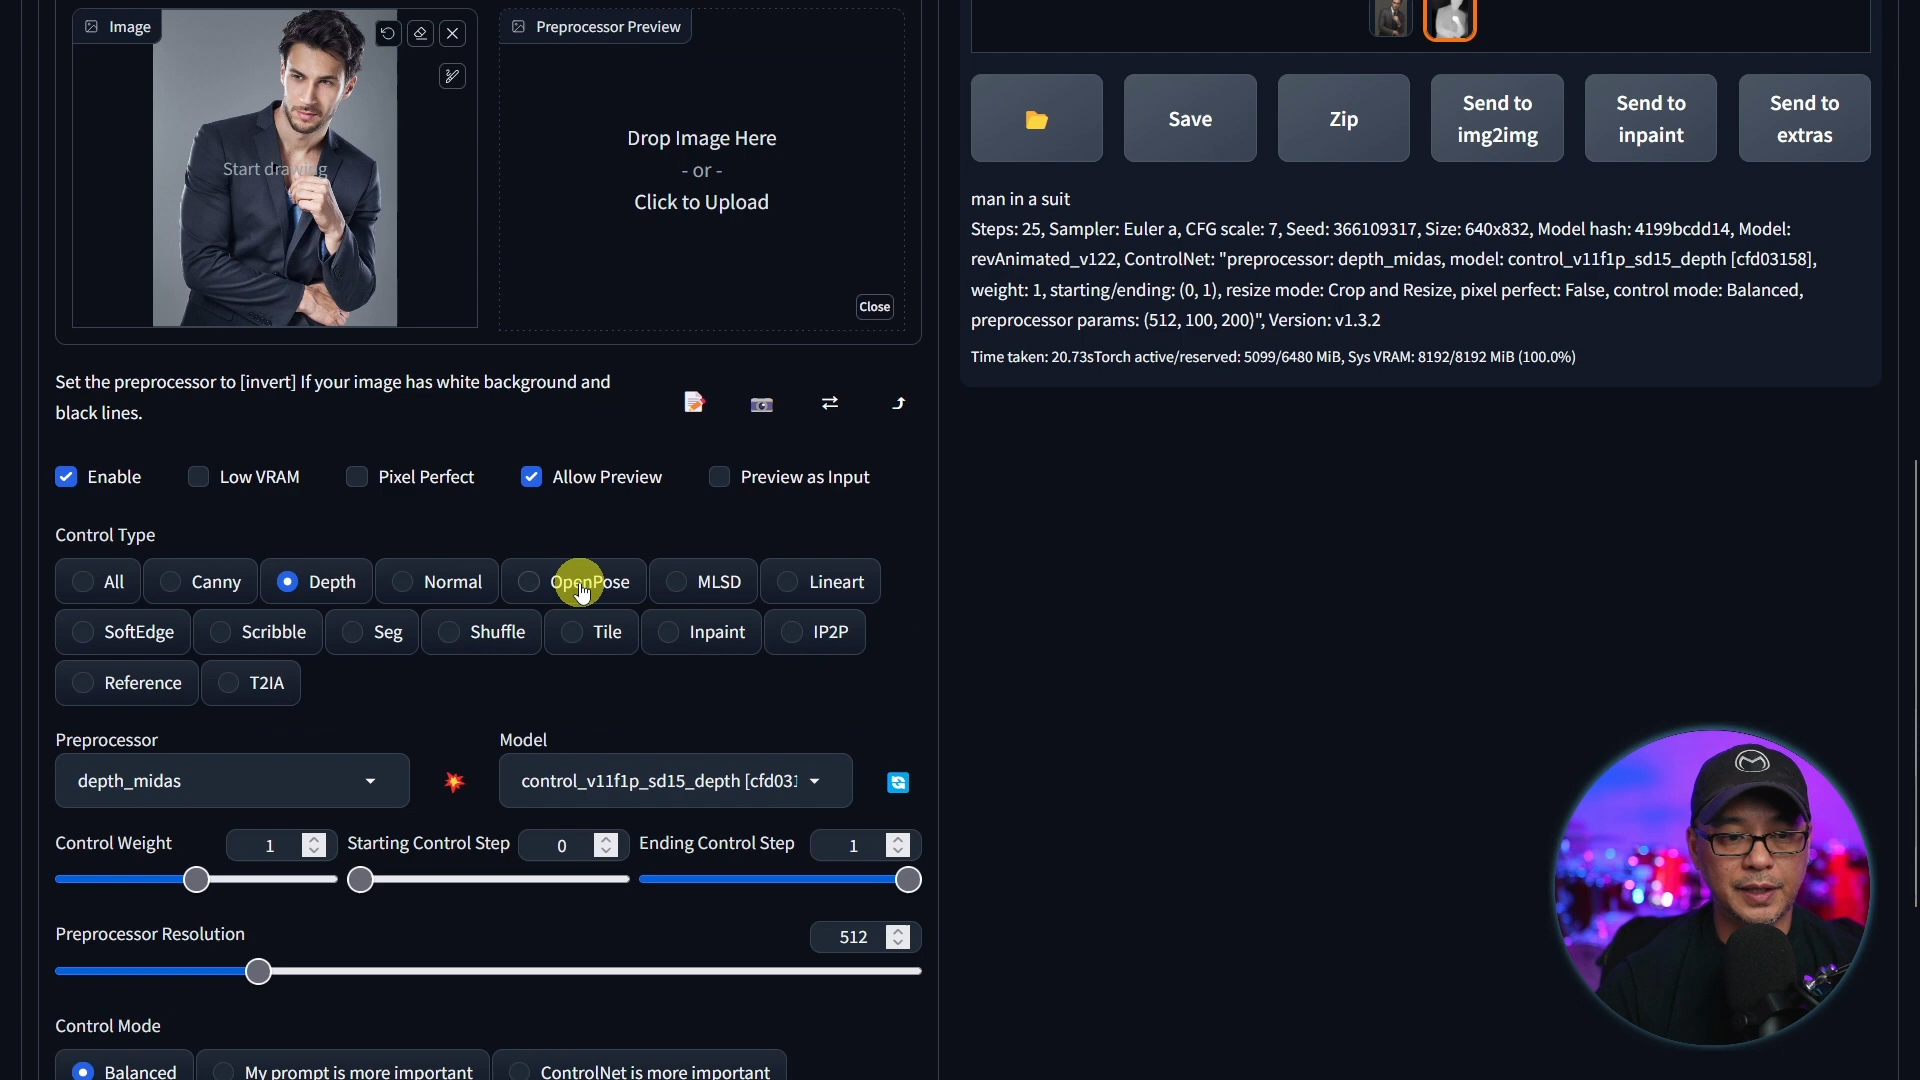 Image
Start drawing
Preprocessor Preview
Drop Image Here
- or -
Click to Upload
Close
Set the preprocessor to [invert] If your image has white background and
black lines.
Enable
Low VRAM
Pixel Perfect
Allow Preview
Preview as Input
Control Type
All
Canny
Depth
Normal
OpenPose
MLSD
Lineart
SoftEdge
Scribble
Seg
Shuffle
Tile
Inpaint
IP2P
Reference
T2IA
Preprocessor
depth_midas
Model
control_v11f1p_sd15_depth [cfd031
Control Weight
1
Starting Control Step
0
Ending Control Step
1
Preprocessor Resolution
512
Control Mode
Balanced
My prompt is more important
ControlNet is more important
Save
Zip
Send to
img2img
Send to
inpaint
Send to
extras
man in a suit
Steps: 25, Sampler: Euler a, CFG scale: 7, Seed: 366109317, Size: 640x832, Model hash: 4199bcdd14, Model:
revAnimated_v122, ControlNet: "preprocessor: depth_midas, model: control_v11f1p_sd15_depth [cfd03158],
weight: 1, starting/ending: (0, 1), resize mode: Crop and Resize, pixel perfect: False, control mode: Balanced,
preprocessor params: (512, 100, 200)", Version: v1.3.2
Time taken: 20.73sTorch active/reserved: 5099/6480 MiB, Sys VRAM: 8192/8192 MiB (100.0%)